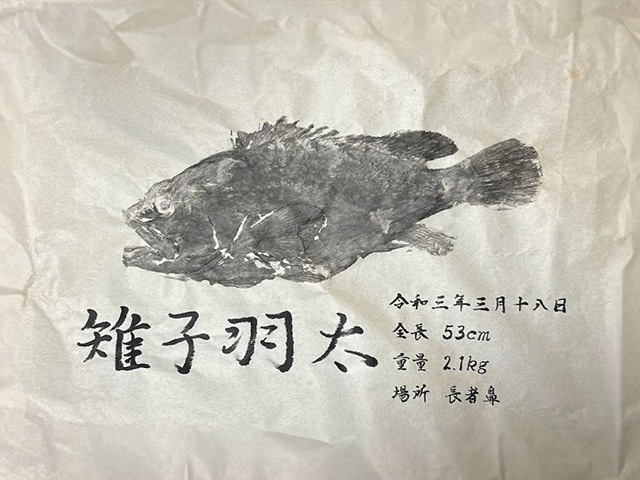 雉子羽太
令和三年三月十八日
全長 53cm
重量 2.1kg
場所 長者鼻